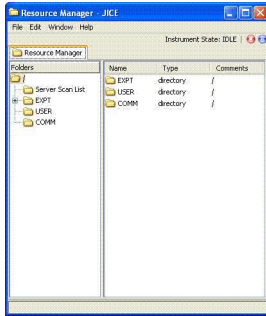 Resource Manager - JICE
File Edit Window Help
Instrument State: IDLE |
Resource Manager
Folders
/
Server Scan List
EXPT
USER
COMM
Name Type Comments
EXPT directory /
USER directory /
COMM directory /